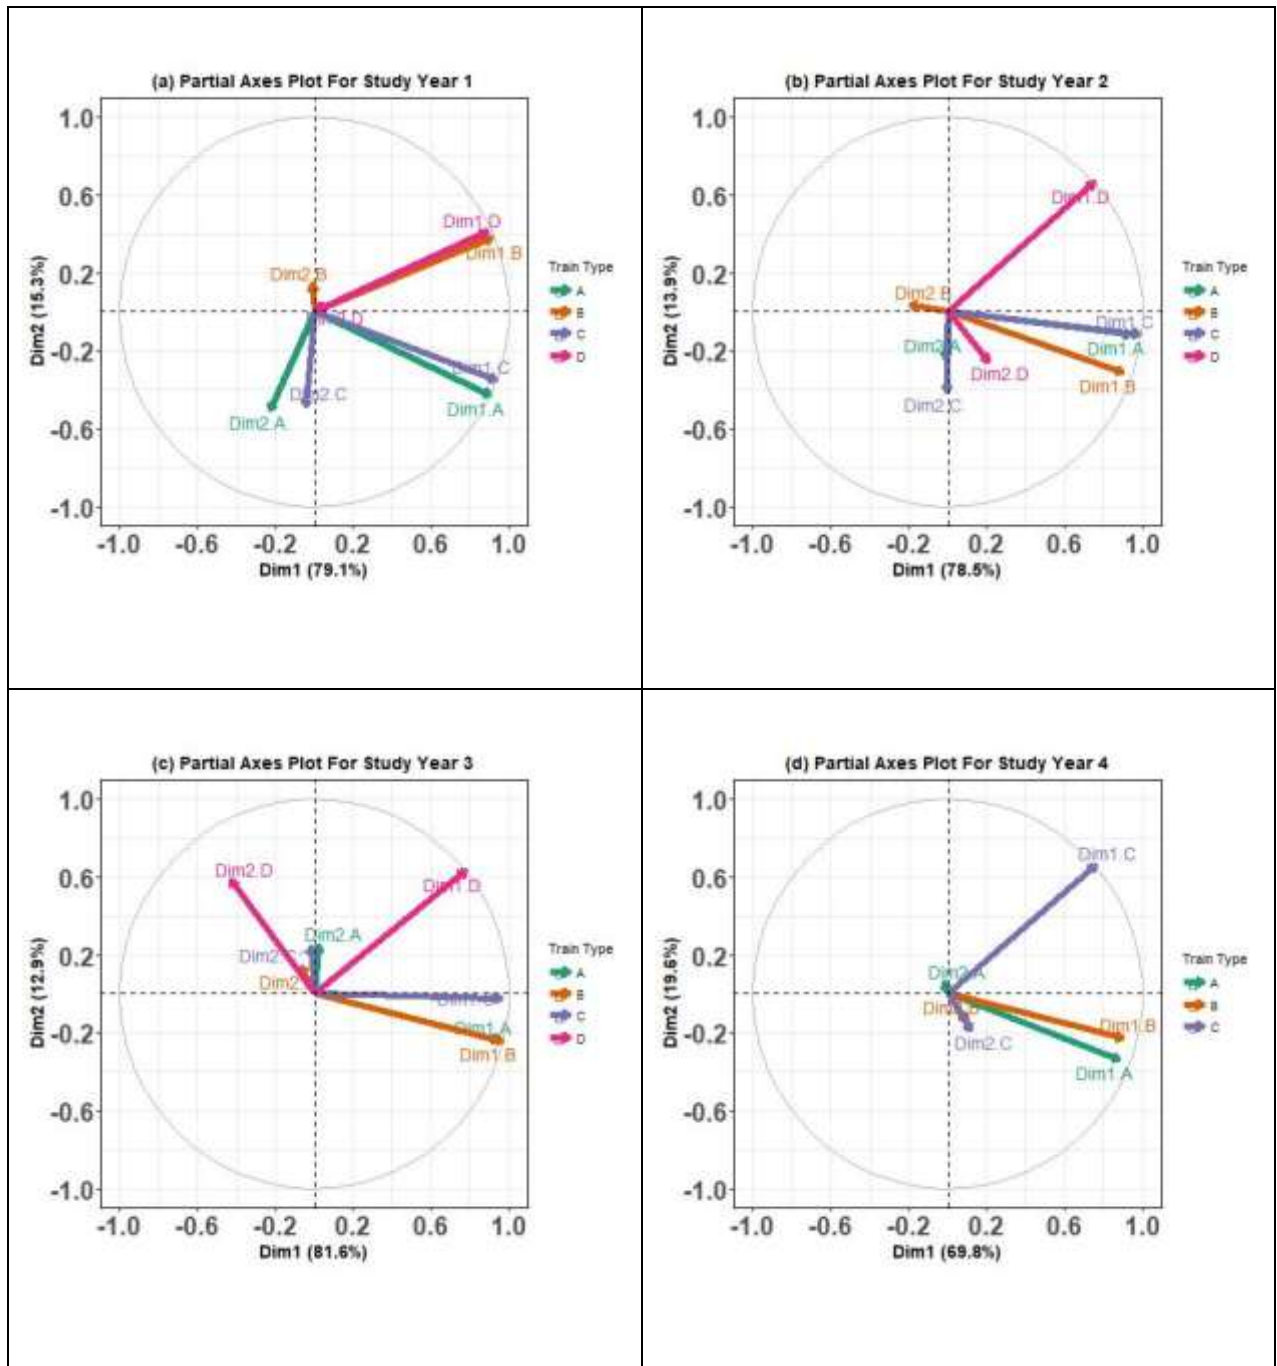 (a) Partial Axes Plot For Study Year 1
1.0
0.6
0.2
-0.2
-0.6
-1.0
Dim2 (15.3%)
Dim1.D
Dim1.B
Dim2.B
Dim1.C
Dim2.C
Dim2.A
Dim1.A
-1.0 -0.6 -0.2 0.2 0.6 1.0
Dim1 (79.1%)
Train Type
A
B
C
D
(b) Partial Axes Plot For Study Year 2
1.0
0.6
0.2
-0.2
-0.6
-1.0
Dim2 (13.9%)
Dim1.D
Dim2.B
Dim1.C
Dim2.A
Dim1.A
Dim2.D
Dim1.B
Dim2.C
-1.0 -0.6 -0.2 0.2 0.6 1.0
Dim1 (78.5%)
Train Type
A
B
C
D
(c) Partial Axes Plot For Study Year 3
1.0
0.6
0.2
-0.2
-0.6
-1.0
Dim2 (12.9%)
Dim2.D
Dim1.D
Dim2.A
Dim2.C
Dim1.A
Dim1.B
-1.0 -0.6 -0.2 0.2 0.6 1.0
Dim1 (81.6%)
Train Type
A
B
C
D
(d) Partial Axes Plot For Study Year 4
1.0
0.6
0.2
-0.2
-0.6
-1.0
Dim2 (19.6%)
Dim1.C
Dim2.A
Dim2.B
Dim1.B
Dim2.C
Dim1.A
-1.0 -0.6 -0.2 0.2 0.6 1.0
Dim1 (69.8%)
Train Type
A
B
C